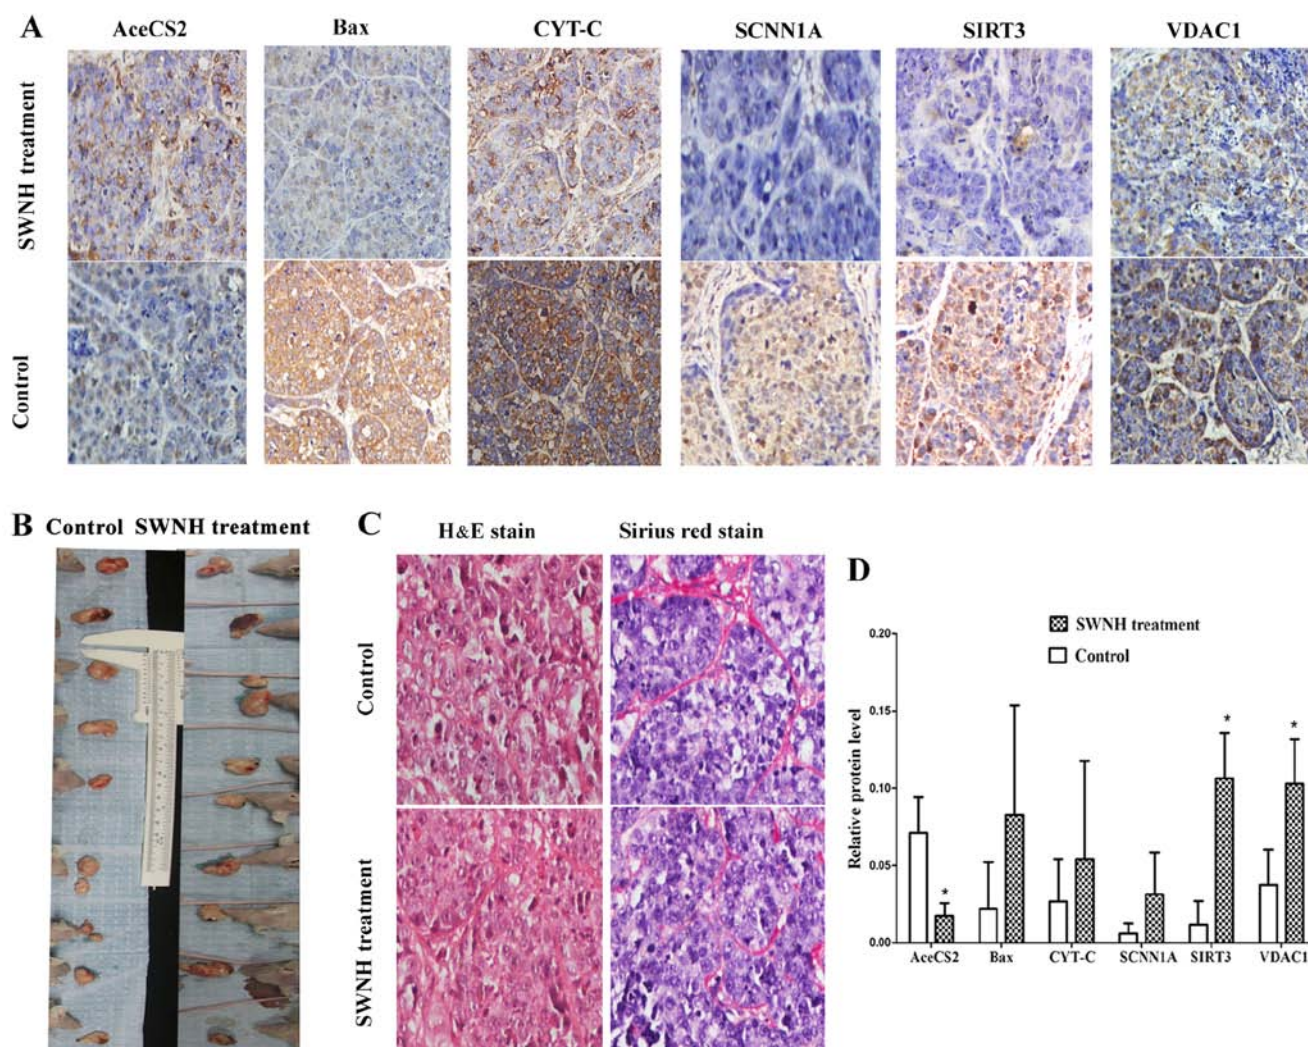 A
AceCS2 Bax CYT-C SCNN1A SIRT3 VDAC1
SWNH treatment
Control
B
Control SWNH treatment
C
H&E stain Sirius red stain
Control
SWNH treatment
D
SWNH treatment
Control
Relative protein level
0.20
0.15
0.10
0.05
0.00
* * *
AceCS2 Bax CYT-C SCNN1A SIRT3 VDAC1